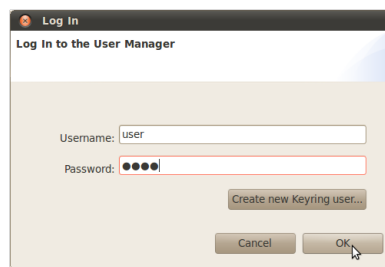 Log In
Log In to the User Manager
Username: user
Password: ●●●●
Create new Keyring user...
Cancel OK